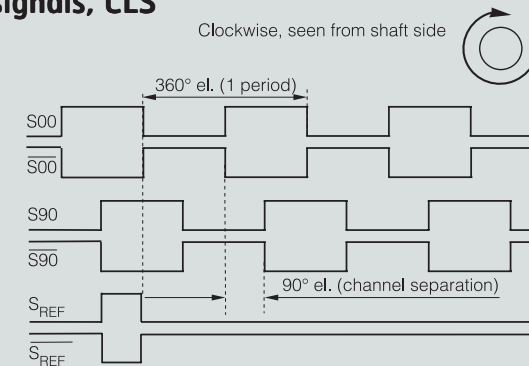 signals, CLS
Clockwise, seen from shaft side
360° el. (1 period)
S00
S00
S90
S90
90° el. (channel separation)
SREF
SREF